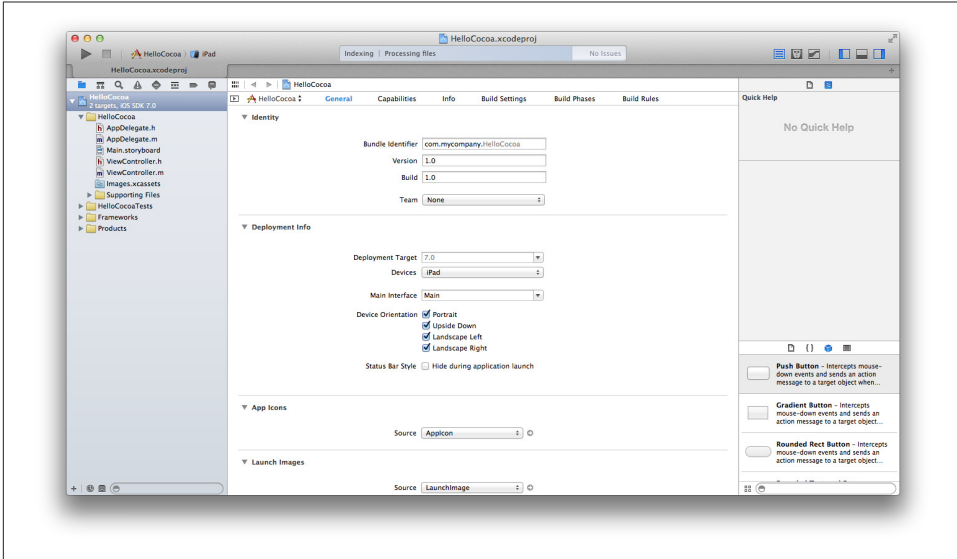 HelloCocoa.xcodeproj
HelloCocoa
iPad
Indexing | Processing files
No Issues
HelloCocoa.xcodeproj
HelloCocoa
2 targets, iOS SDK 7.0
HelloCocoa
AppDelegate.h
AppDelegate.m
Main.storyboard
ViewController.h
ViewController.m
Images.xcassets
Supporting Files
HelloCocoaTests
Frameworks
Products
HelloCocoa
HelloCocoa
General Capabilities Info Build Settings Build Phases Build Rules
Identity
Bundle Identifier com.mycompany.HelloCocoa
Version 1.0
Build 1.0
Team None
Deployment Info
Deployment Target 7.0
Devices iPad
Main Interface Main
Device Orientation Portrait
Upside Down
Landscape Left
Landscape Right
Status Bar Style Hide during application launch
App Icons
Source AppIcon
Launch Images
Source LaunchImage
Quick Help
No Quick Help
Push Button - Intercepts mouse-
down events and sends an action
message to a target object when...
Gradient Button - Intercepts
mouse-down events and sends an
action message to a target object...
Rounded Rect Button - Intercepts
mouse-down events and sends an
action message to a target object...